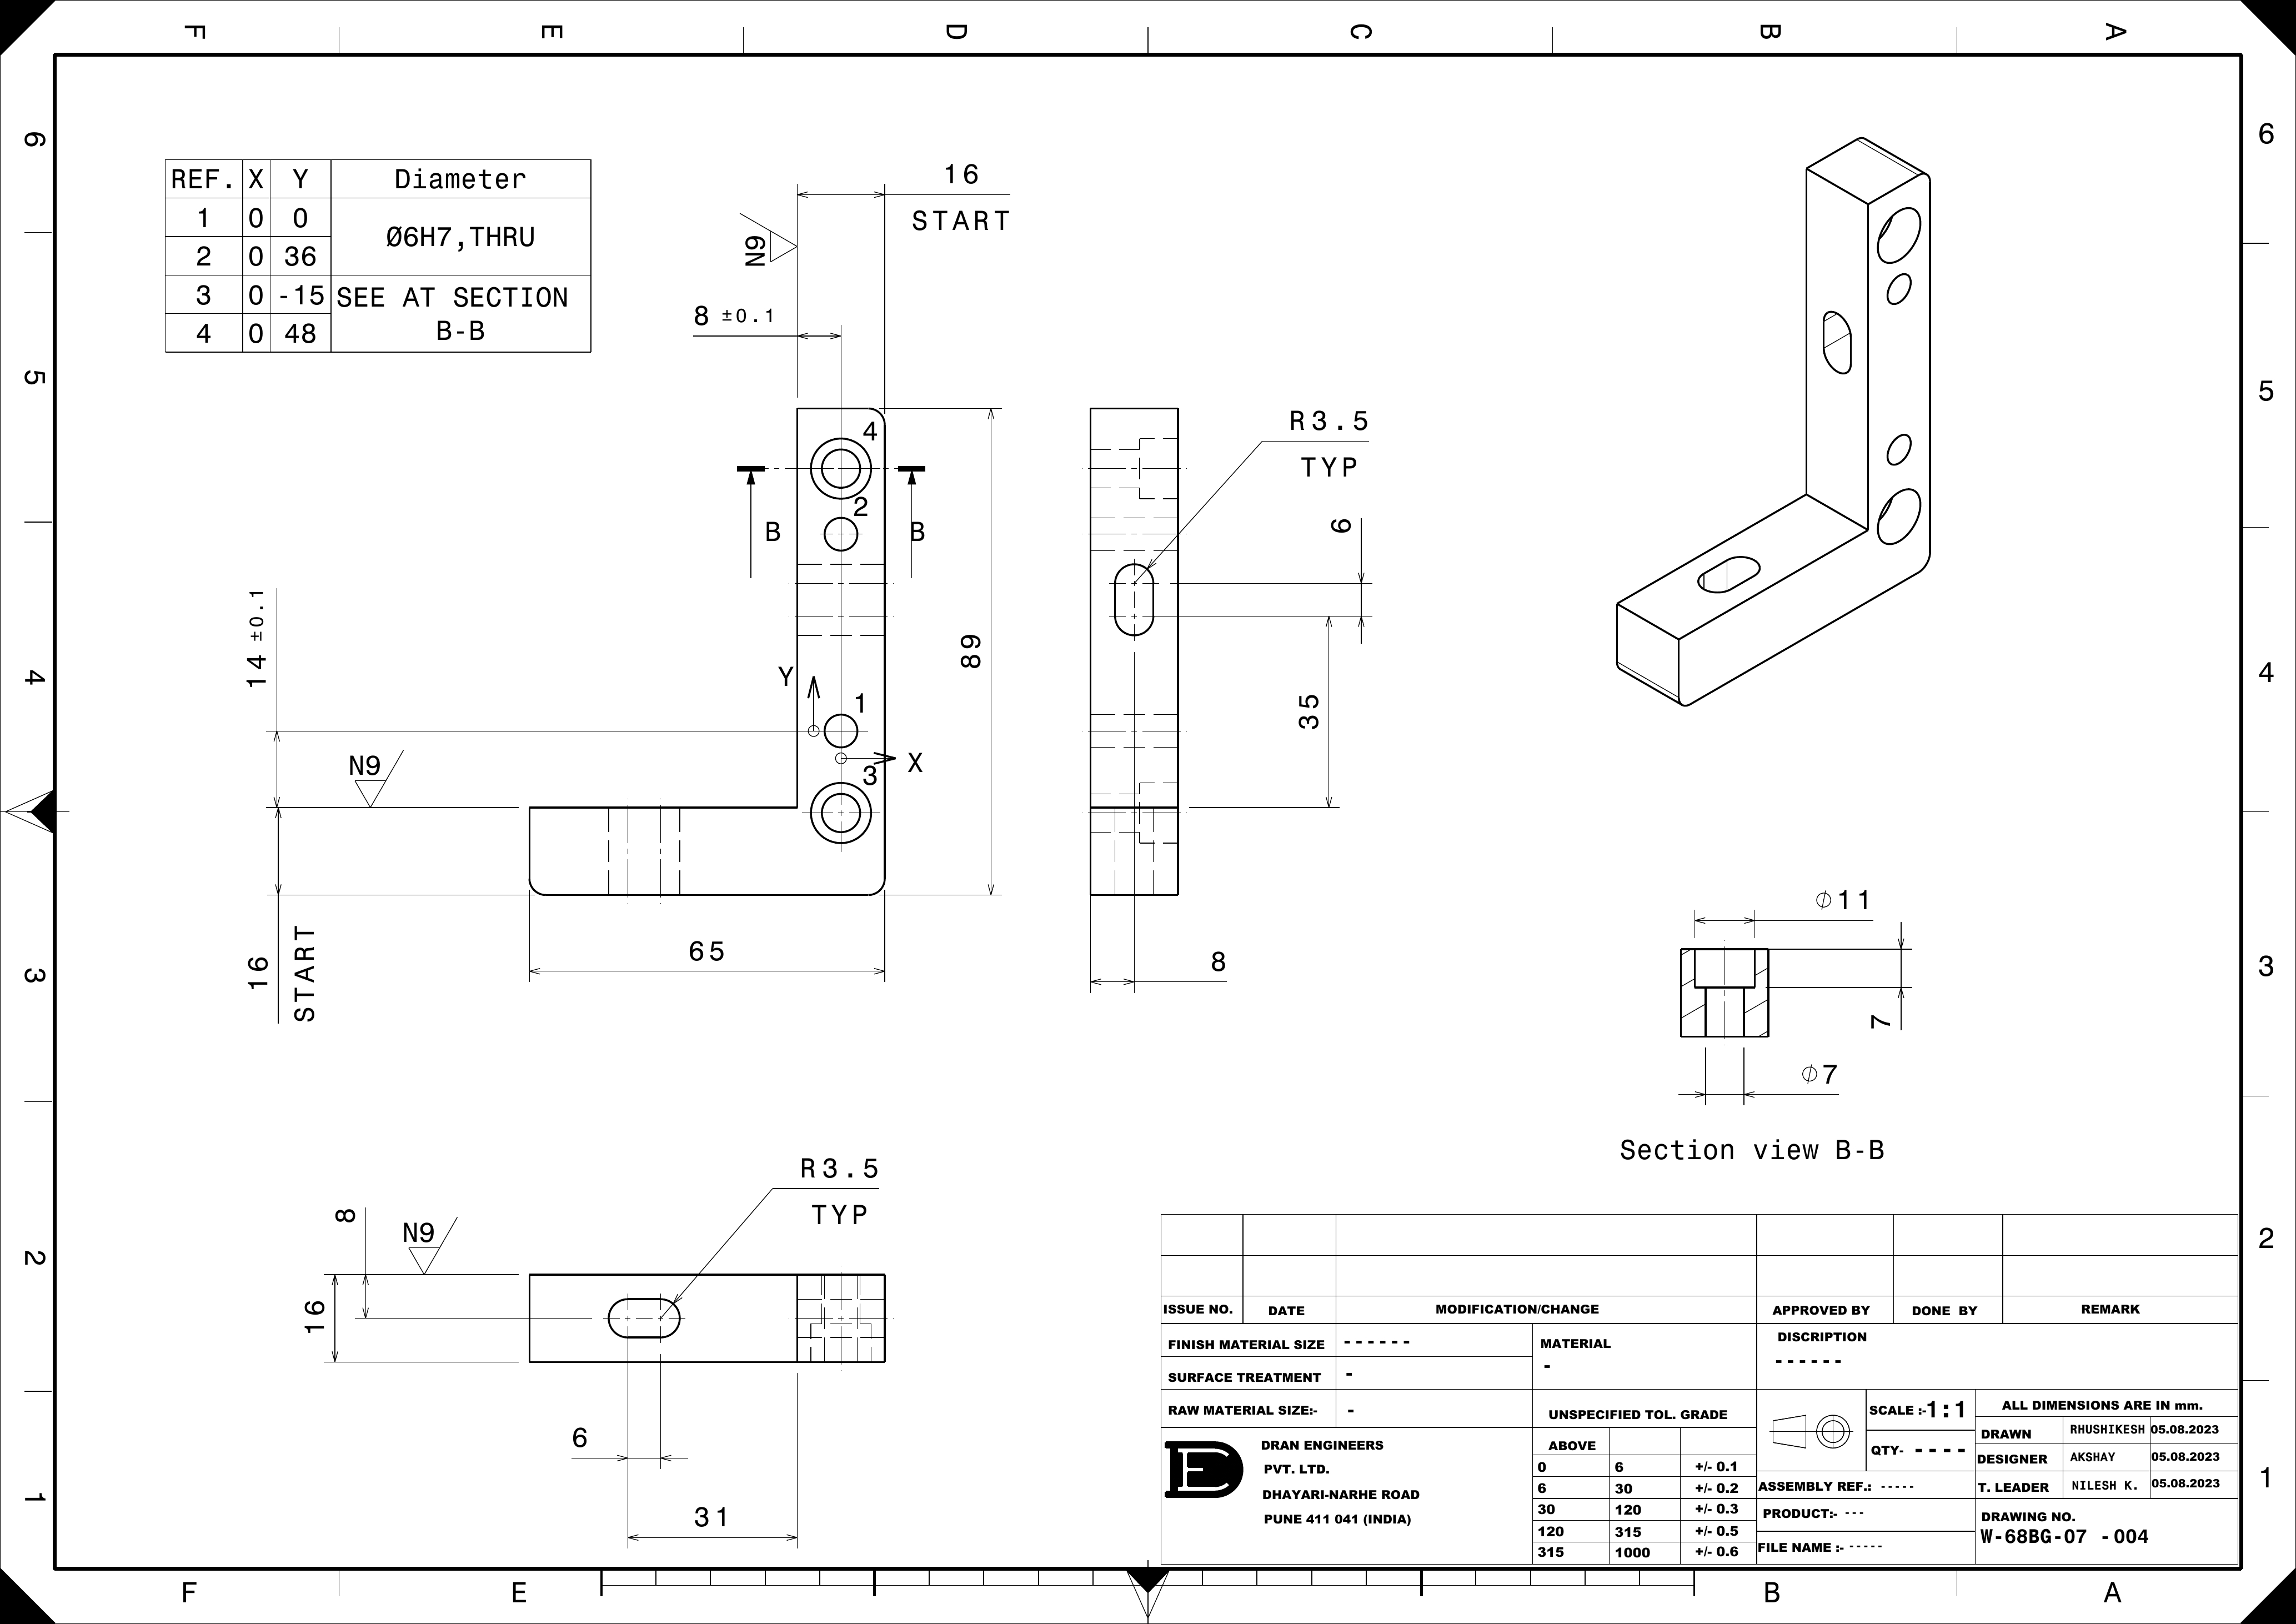 F E D C B A
6 6
REF. X Y Diameter
1 0 0 Ø6H7,THRU
2 0 36
3 0 -15 SEE AT SECTION
4 0 48 B-B
16
START
N9
8 ±0.1
5 5
R3.5
TYP
4
2
B B
6
14 ±0.1
89
4 4
Y
1
35
N9
X
3
Ø11
65
16
START
8
3 3
7
Ø7
Section view B-B
R3.5
TYP
8
N9
16
6
31
2 2
ISSUE NO. DATE MODIFICATION/CHANGE APPROVED BY DONE BY REMARK
FINISH MATERIAL SIZE ------ MATERIAL DISCRIPTION
- ------
SURFACE TREATMENT -
RAW MATERIAL SIZE:- - UNSPECIFIED TOL. GRADE SCALE :-1:1 ALL DIMENSIONS ARE IN mm.
DRAWN RHUSHIKESH 05.08.2023
DRAN ENGINEERS ABOVE QTY- ---- DESIGNER AKSHAY 05.08.2023
PVT. LTD. 0 6 +/- 0.1
DHAYARI-NARHE ROAD 6 30 +/- 0.2 ASSEMBLY REF.: ----- T. LEADER NILESH K. 05.08.2023
PUNE 411 041 (INDIA) 30 120 +/- 0.3 PRODUCT:- --- DRAWING NO.
120 315 +/- 0.5 W-68BG-07 -004
315 1000 +/- 0.6 FILE NAME :- -----
1 1
F E B A